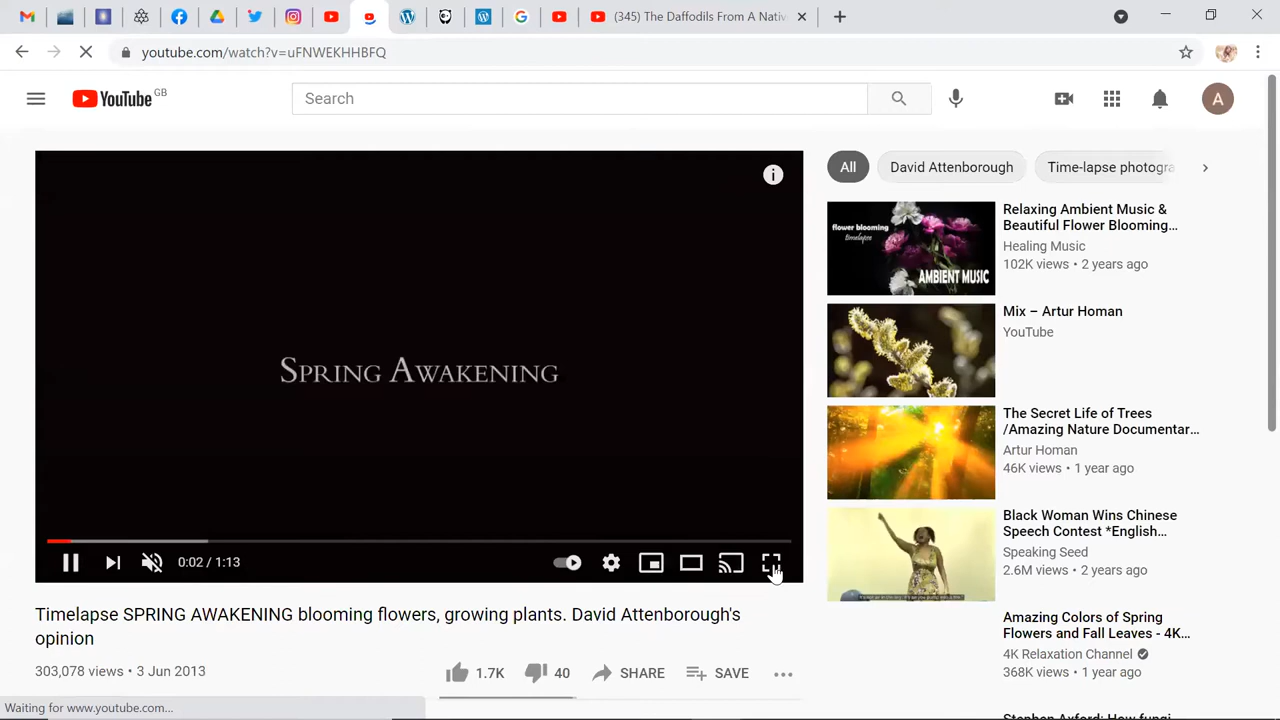 (345) The Daffodils From A Nativ
youtube.com/watch?v=uFNWEKHHBFQ
YouTube GB
Search
A
i
SPRING AWAKENING
0:02 / 1:13
Timelapse SPRING AWAKENING blooming flowers, growing plants. David Attenborough's
opinion
303,078 views • 3 Jun 2013
1.7K
40
SHARE
SAVE
All
David Attenborough
Time-lapse photogra
flower blooming
timelapse
AMBIENT MUSIC
Relaxing Ambient Music &
Beautiful Flower Blooming...
Healing Music
102K views • 2 years ago
Mix – Artur Homan
YouTube
The Secret Life of Trees
/Amazing Nature Documentar...
Artur Homan
46K views • 1 year ago
Black Woman Wins Chinese
Speech Contest *English...
Speaking Seed
2.6M views • 2 years ago
Amazing Colors of Spring
Flowers and Fall Leaves - 4K...
4K Relaxation Channel
368K views • 1 year ago
Stephen Axford: How fungi
Waiting for www.youtube.com...